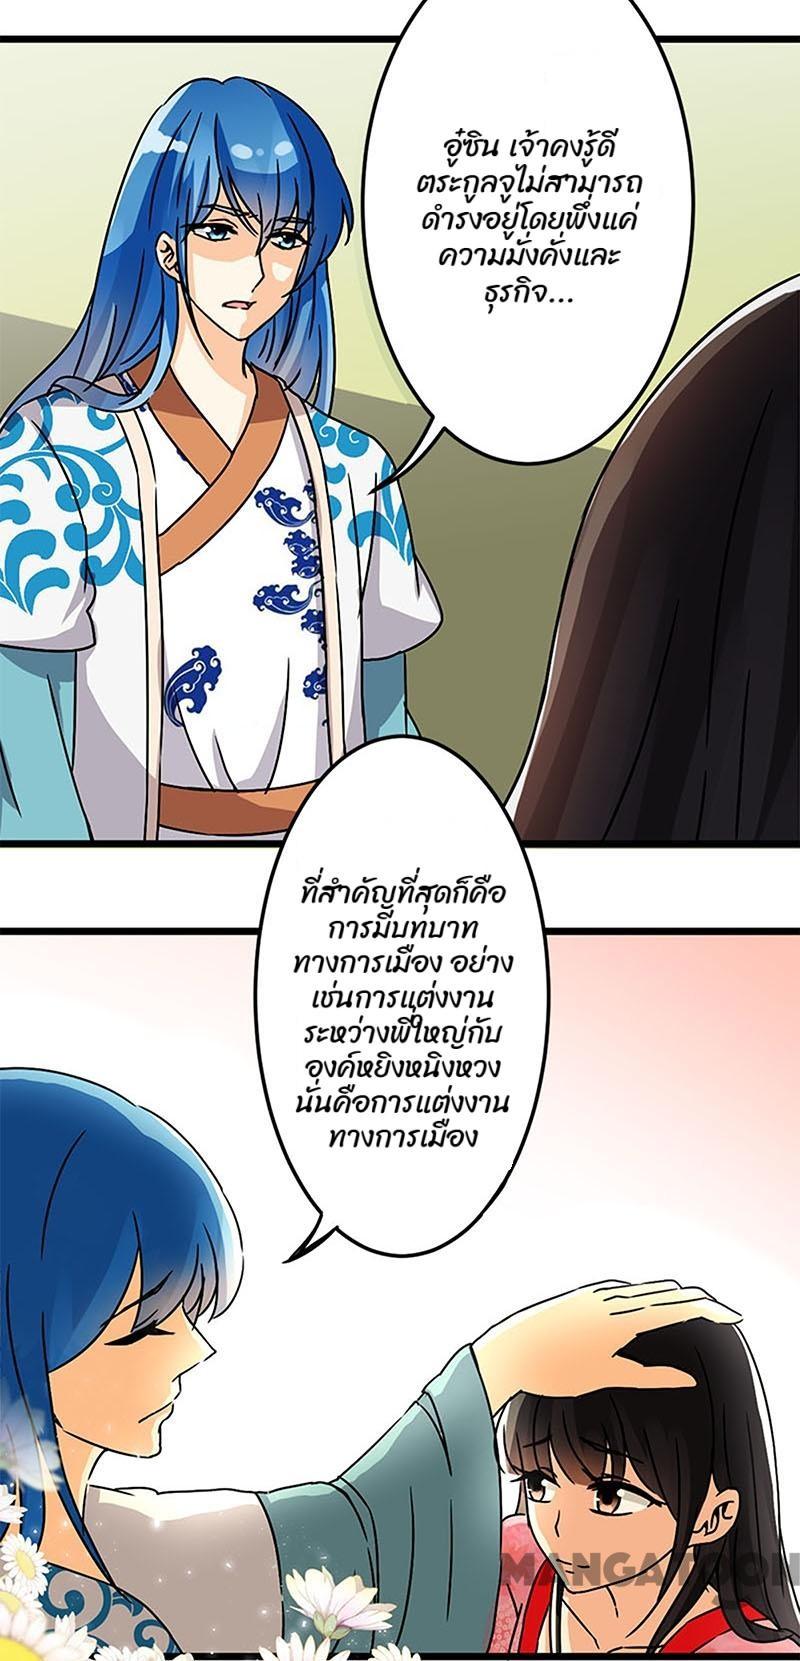 อู๋ซิน เจ้าคงรู้ดี
ตระกูลจูไม่สามารถ
ดำรงอยู่โดยพึ่งแค่
ความมั่งคั่งและ
ธุรกิจ...
ที่สำคัญที่สุดก็คือ
การมีบทบาท
ทางการเมือง อย่าง
เช่นการแต่งงาน
ระหว่างพี่ใหญ่กับ
องค์หยิงหนิงหวง
นั่นคือการแต่งงาน
ทางการเมือง
MANGATOON